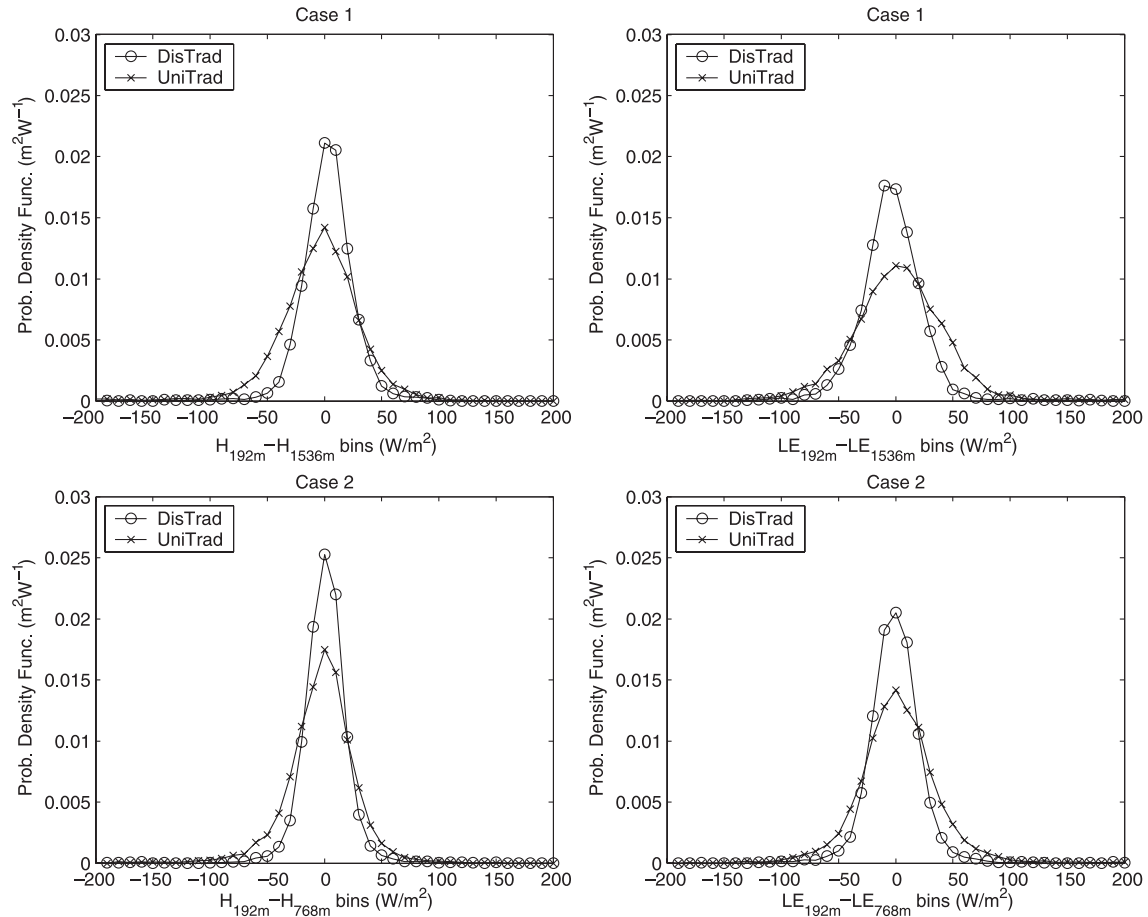 Case 1
0.03
0.025
0.02
0.015
0.01
0.005
0
DisTrad
UniTrad
Prob. Density Func. (m²W⁻¹)
−200 −150 −100 −50 0 50 100 150 200
H₁₉₂ₘ−H₁₅₃₆ₘ bins (W/m²)
Case 1
0.03
0.025
0.02
0.015
0.01
0.005
0
DisTrad
UniTrad
Prob. Density Func. (m²W⁻¹)
−200 −150 −100 −50 0 50 100 150 200
LE₁₉₂ₘ−LE₁₅₃₆ₘ bins (W/m²)
Case 2
0.03
0.025
0.02
0.015
0.01
0.005
0
DisTrad
UniTrad
Prob. Density Func. (m²W⁻¹)
−200 −150 −100 −50 0 50 100 150 200
H₁₉₂ₘ−H₇₆₈ₘ bins (W/m²)
Case 2
0.03
0.025
0.02
0.015
0.01
0.005
0
DisTrad
UniTrad
Prob. Density Func. (m²W⁻¹)
−200 −150 −100 −50 0 50 100 150 200
LE₁₉₂ₘ−LE₇₆₈ₘ bins (W/m²)